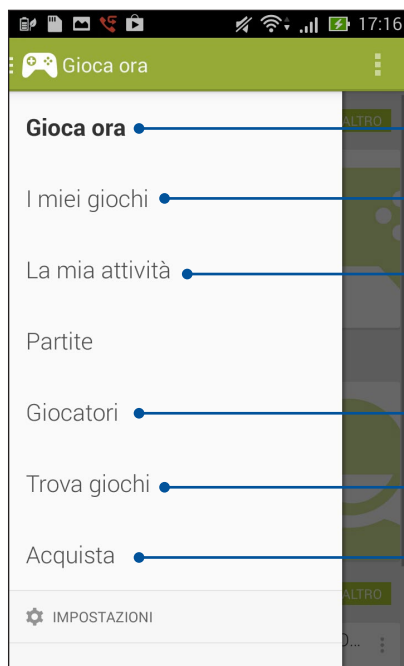 17:16
Gioca ora
ALTRO
Gioca ora
I miei giochi
La mia attività
Partite
Giocatori
Trova giochi
Acquista
ALTRO
IMPOSTAZIONI